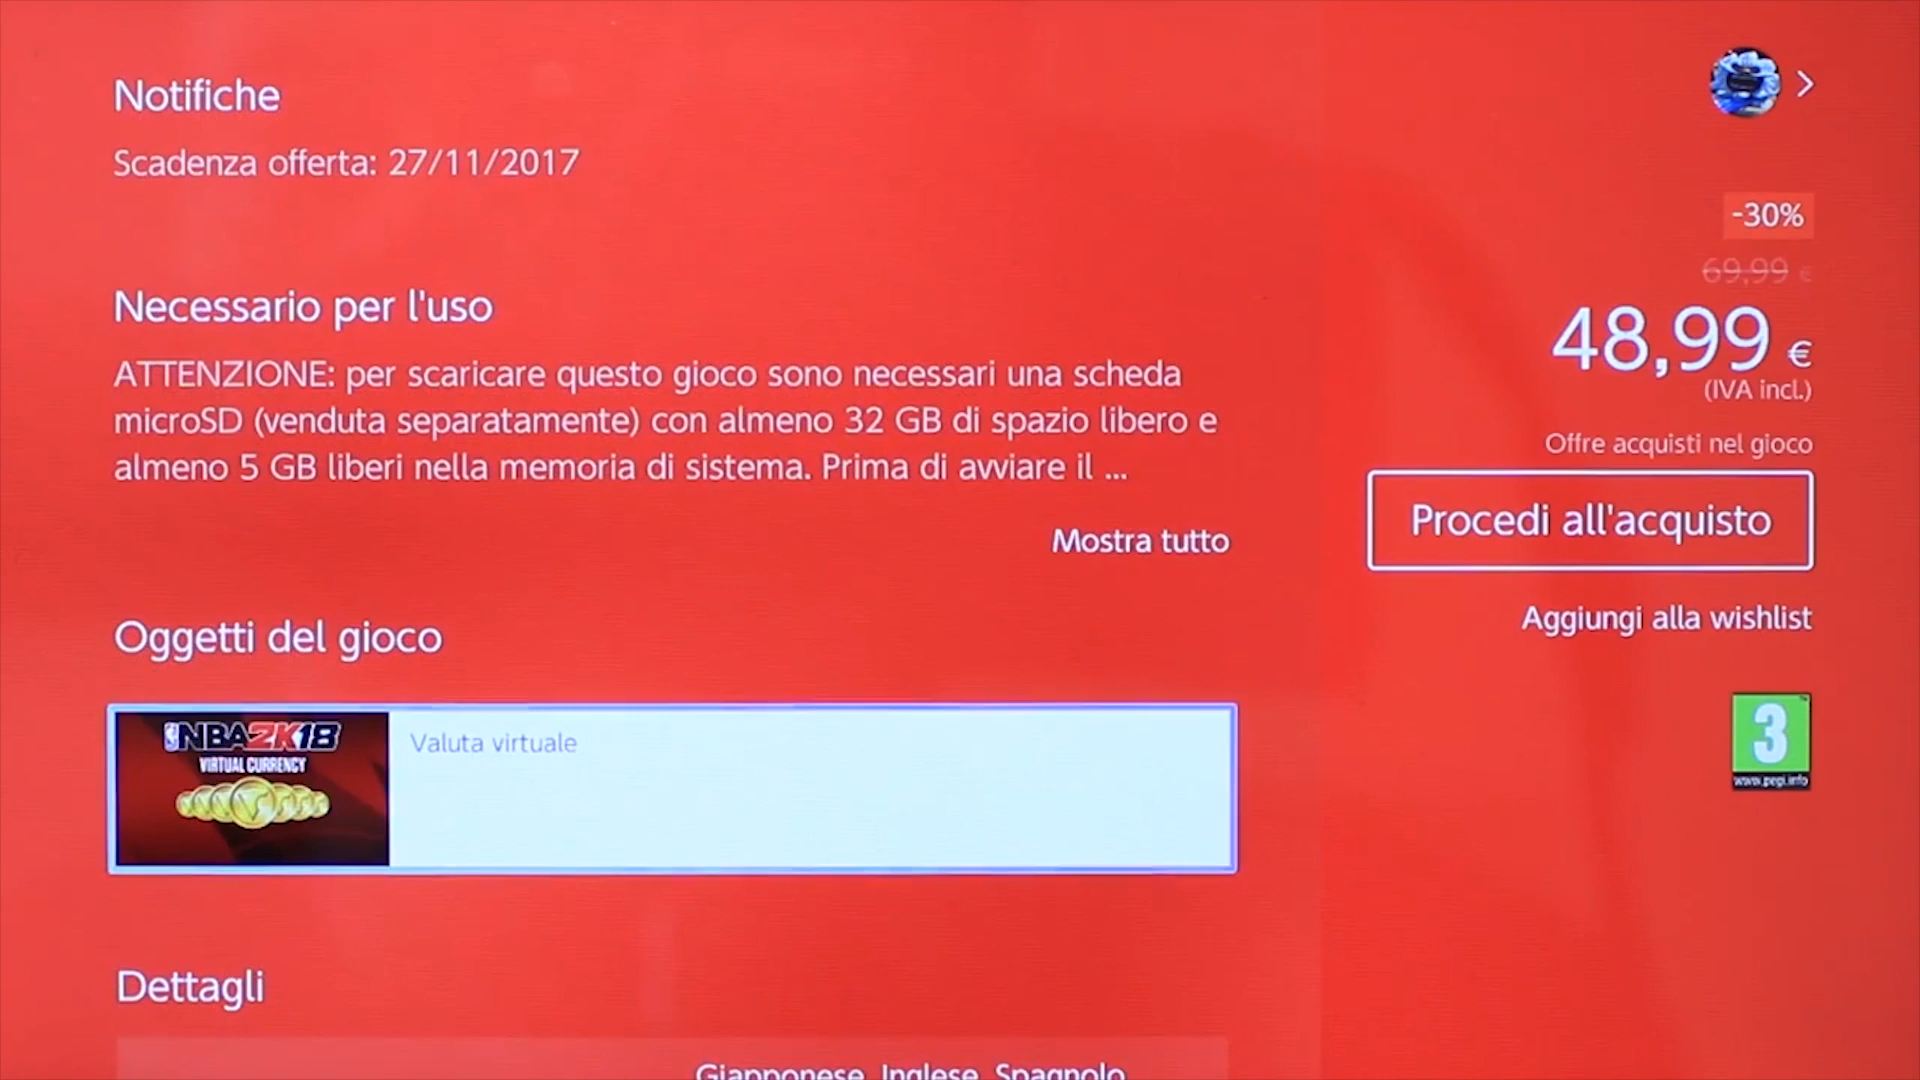 Notifiche
Scadenza offerta: 27/11/2017
-30%
69,99 €
48,99 €
(IVA incl.)
Necessario per l'uso
ATTENZIONE: per scaricare questo gioco sono necessari una scheda
microSD (venduta separatamente) con almeno 32 GB di spazio libero e
almeno 5 GB liberi nella memoria di sistema. Prima di avviare il ...
Mostra tutto
Offre acquisti nel gioco
Procedi all'acquisto
Aggiungi alla wishlist
Oggetti del gioco
NBA2K18
VIRTUAL CURRENCY
Valuta virtuale
3
www.pegi.info
Dettagli
Giapponese, Inglese, Spagnolo